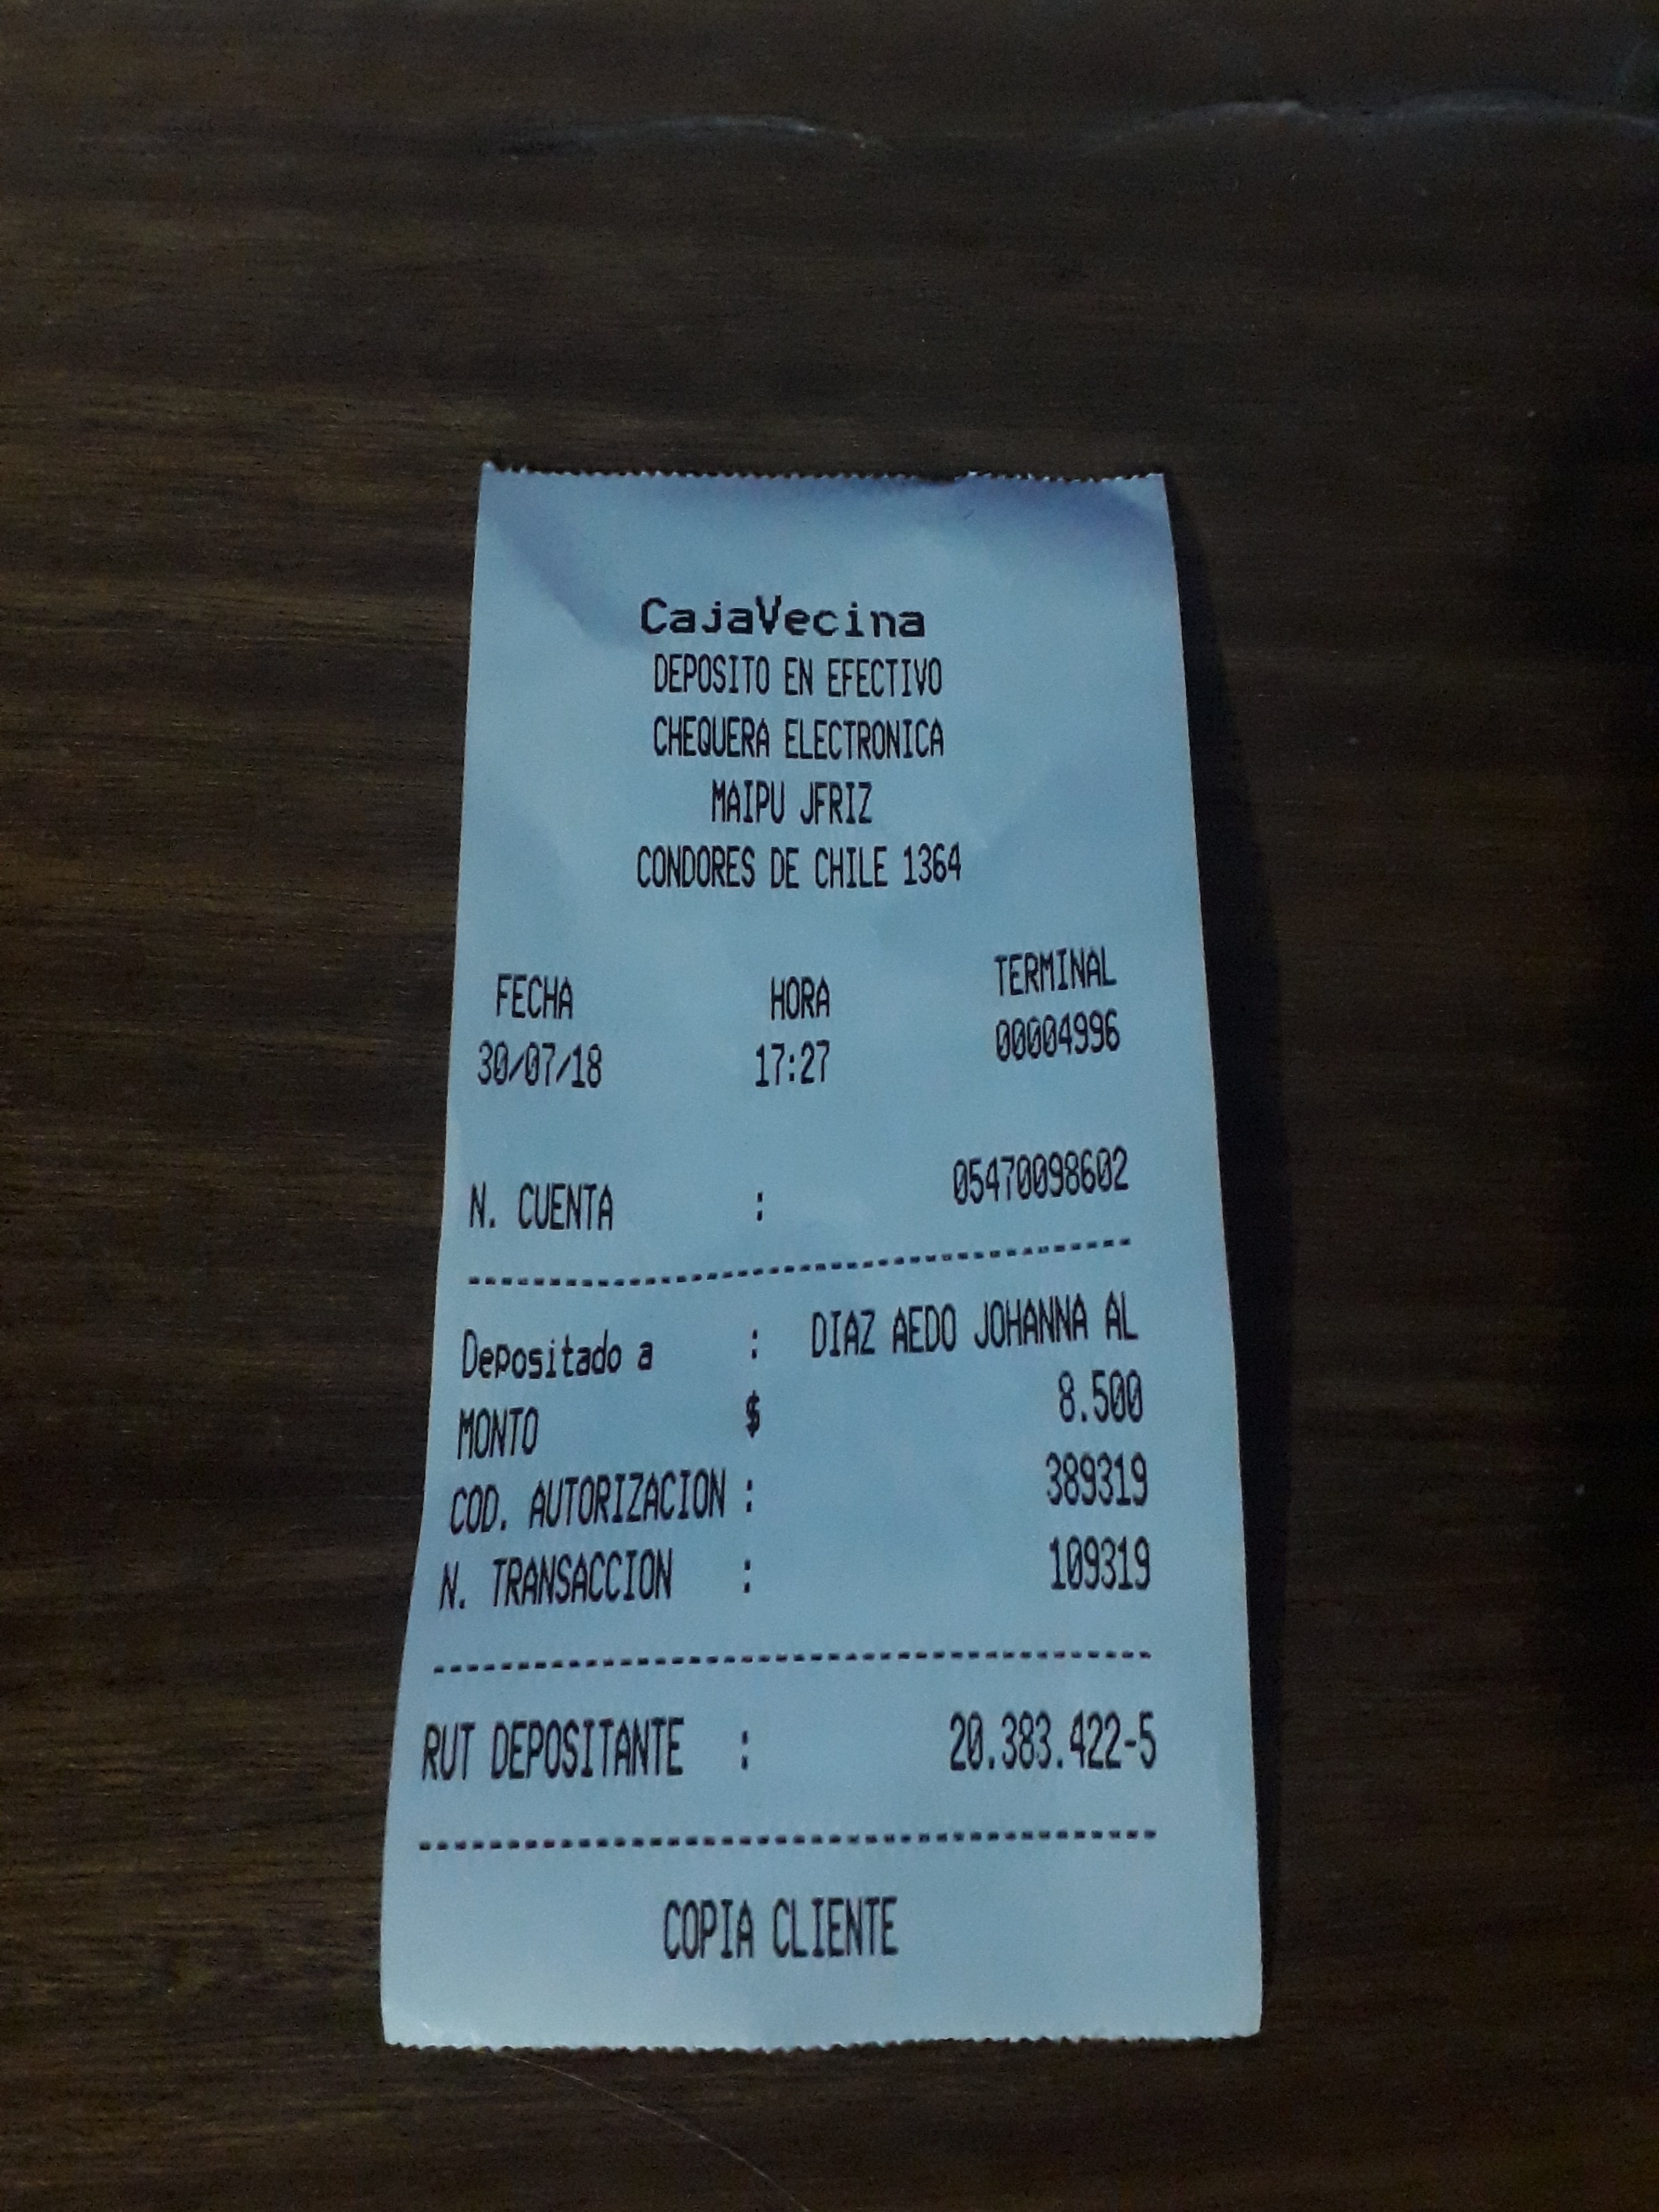 CajaVecina
DEPOSITO EN EFECTIVO
CHEQUERA ELECTRONICA
MAIPU JFRIZ
CONDORES DE CHILE 1364
FECHA HORA TERMINAL
30/07/18 17:27 00004996
N. CUENTA : 05470098602
Depositado a : DIAZ AEDO JOHANNA AL
MONTO $ 8.500
COD. AUTORIZACION : 389319
N. TRANSACCION : 109319
RUT DEPOSITANTE : 20.383.422-5
COPIA CLIENTE